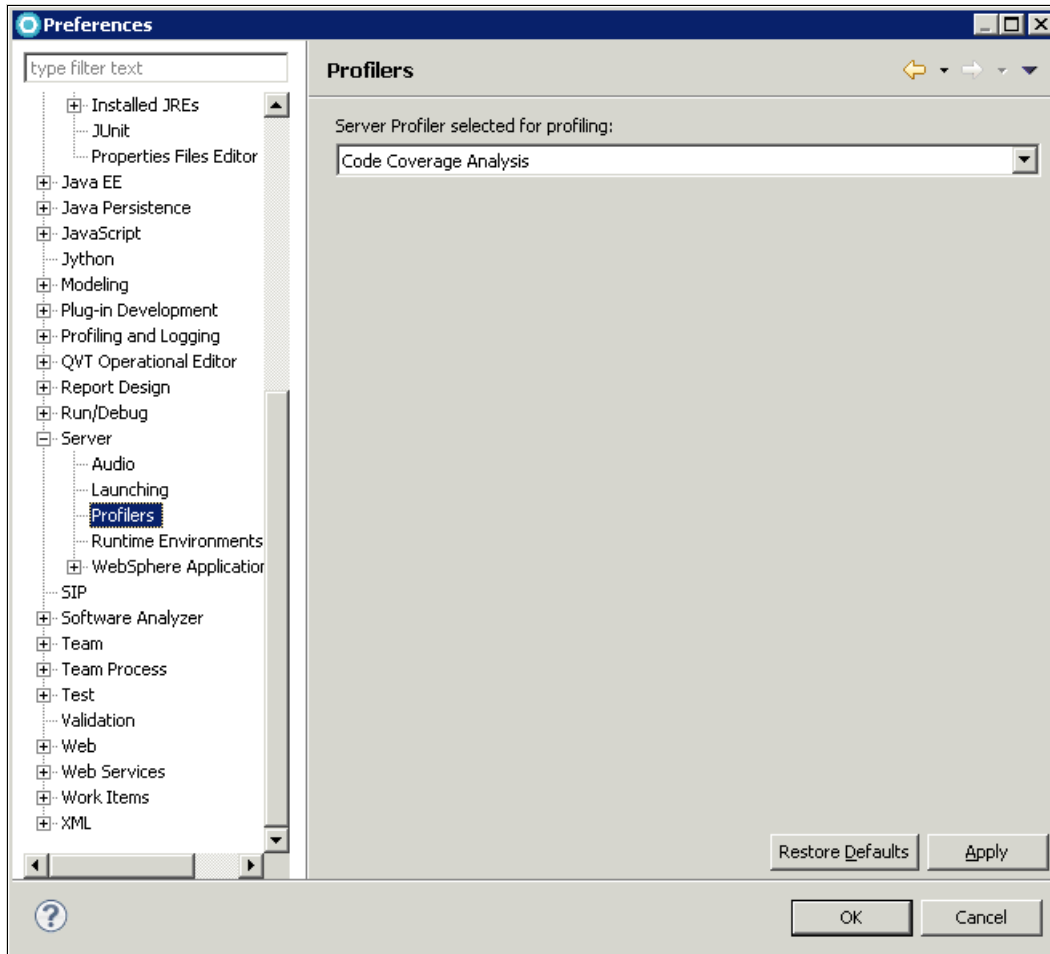 Preferences
type filter text
Installed JREs
JUnit
Properties Files Editor
Java EE
Java Persistence
JavaScript
Jython
Modeling
Plug-in Development
Profiling and Logging
QVT Operational Editor
Report Design
Run/Debug
Server
Audio
Launching
Profilers
Runtime Environments
WebSphere Application
SIP
Software Analyzer
Team
Team Process
Test
Validation
Web
Web Services
Work Items
XML
Profilers
Server Profiler selected for profiling:
Code Coverage Analysis
Restore Defaults
Apply
?
OK
Cancel